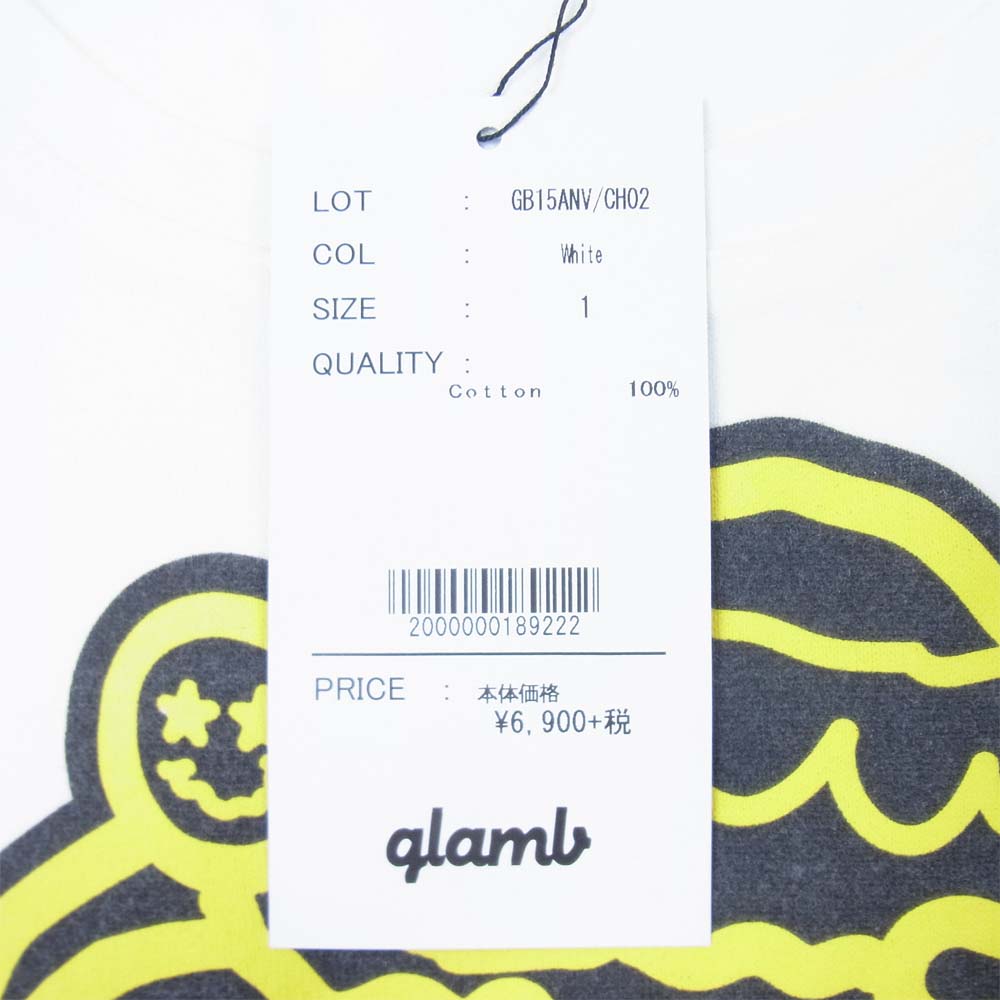 LOT : GB15ANV/CH02
COL : White
SIZE : 1
QUALITY :
Cotton 100%
2000000189222
PRICE : 本体価格
¥6,900+税
glamb